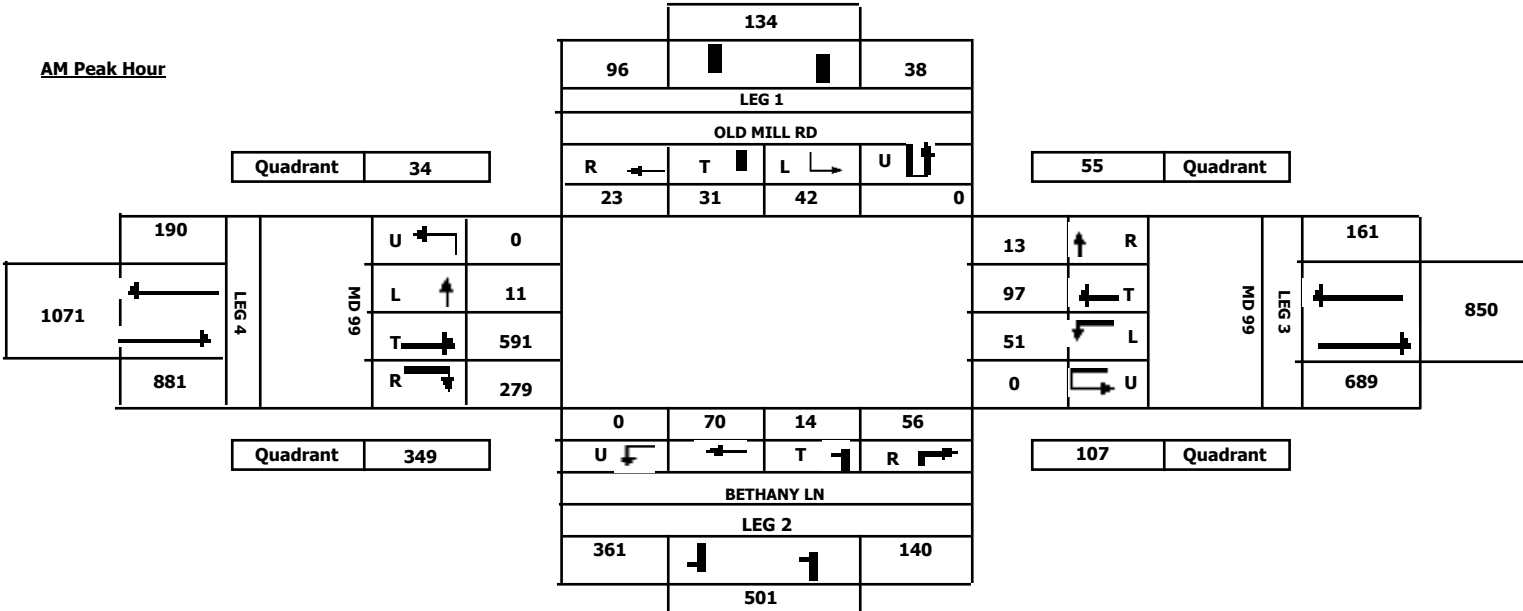 134
AM Peak Hour
96 38
LEG 1
OLD MILL RD
Quadrant 34
R T L U
55 Quadrant
23 31 42 0
190
U 0
13 R
161
1071
LEG 4
MD 99
L 11
97 T
MD 99
LEG 3
850
T 591
51 L
881
R 279
0 U
689
0 70 14 56
Quadrant 349
U T R
107 Quadrant
BETHANY LN
LEG 2
361 140
501